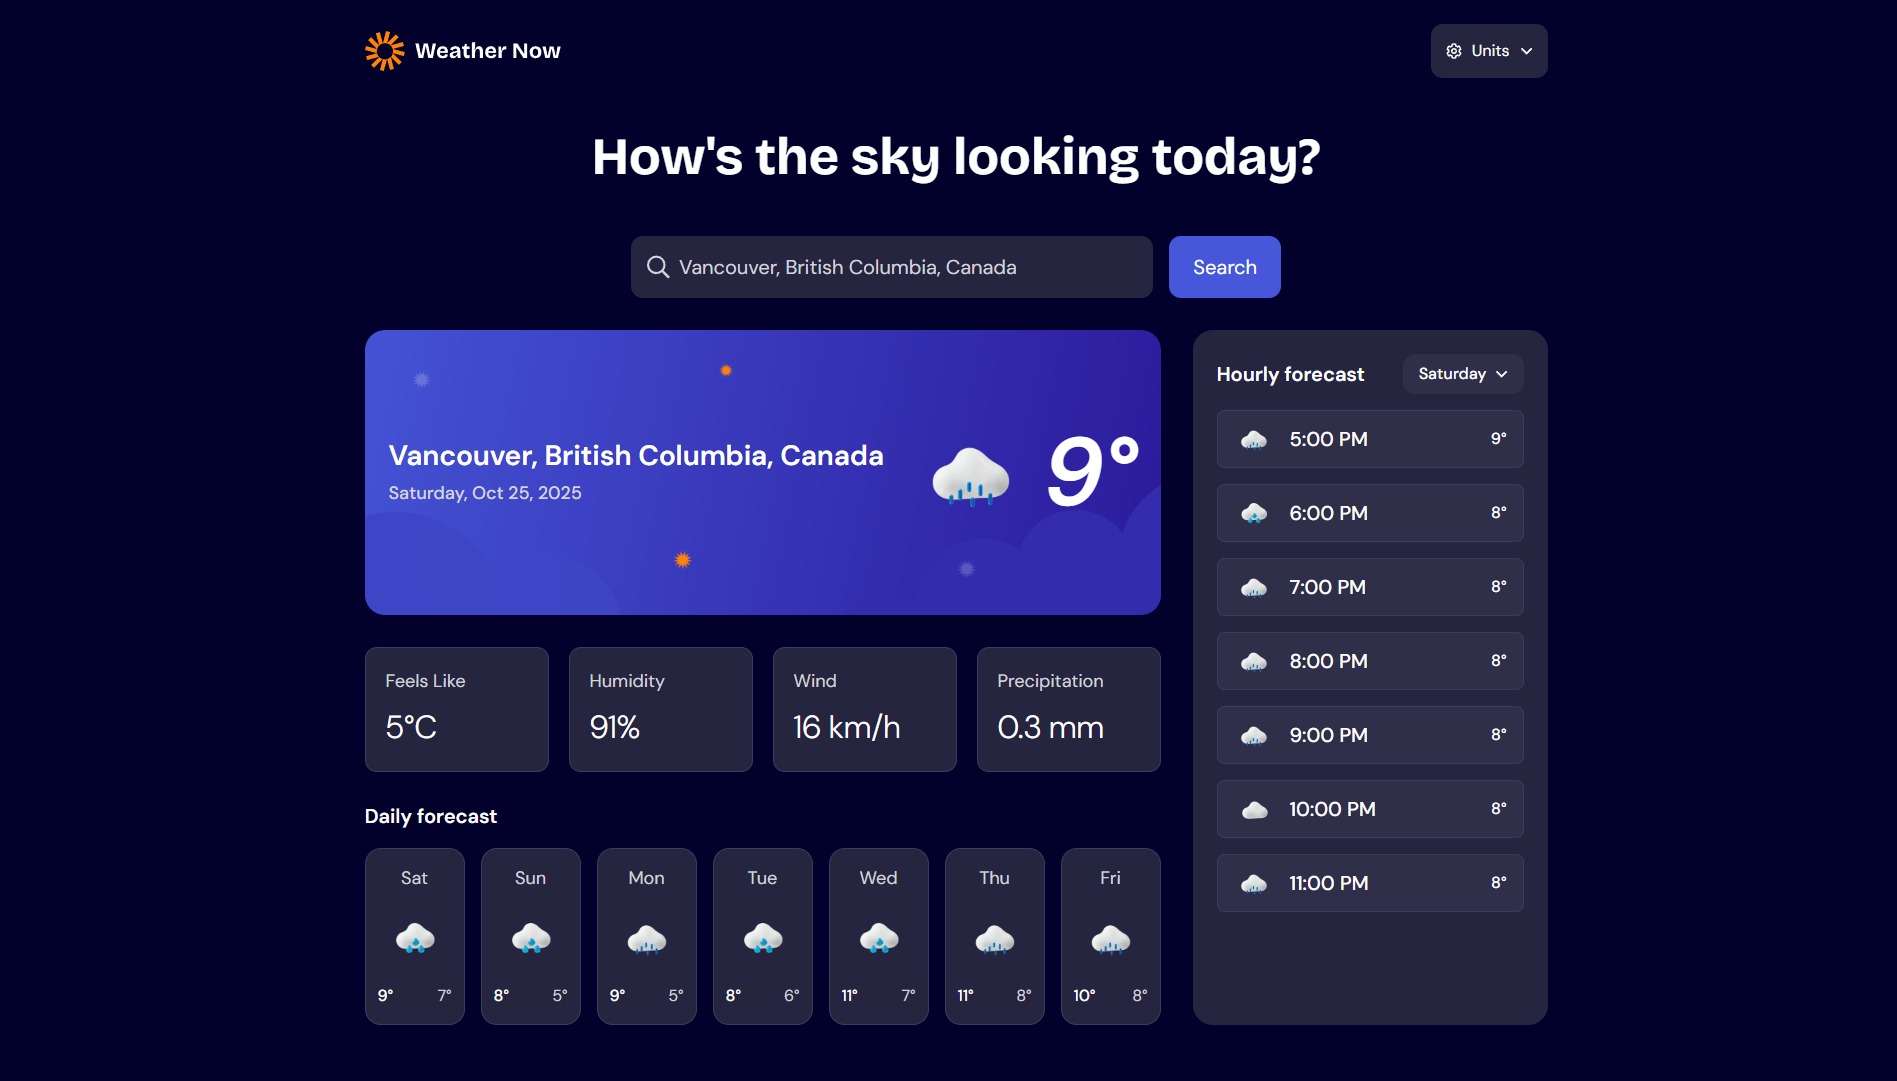 Weather Now
Units
How's the sky looking today?
Vancouver, British Columbia, Canada
Search
Vancouver, British Columbia, Canada
Saturday, Oct 25, 2025
9°
Feels Like
5°C
Humidity
91%
Wind
16 km/h
Precipitation
0.3 mm
Daily forecast
Sat
9° 7°
Sun
8° 5°
Mon
9° 5°
Tue
8° 6°
Wed
11° 7°
Thu
11° 8°
Fri
10° 8°
Hourly forecast
Saturday
5:00 PM 9°
6:00 PM 8°
7:00 PM 8°
8:00 PM 8°
9:00 PM 8°
10:00 PM 8°
11:00 PM 8°